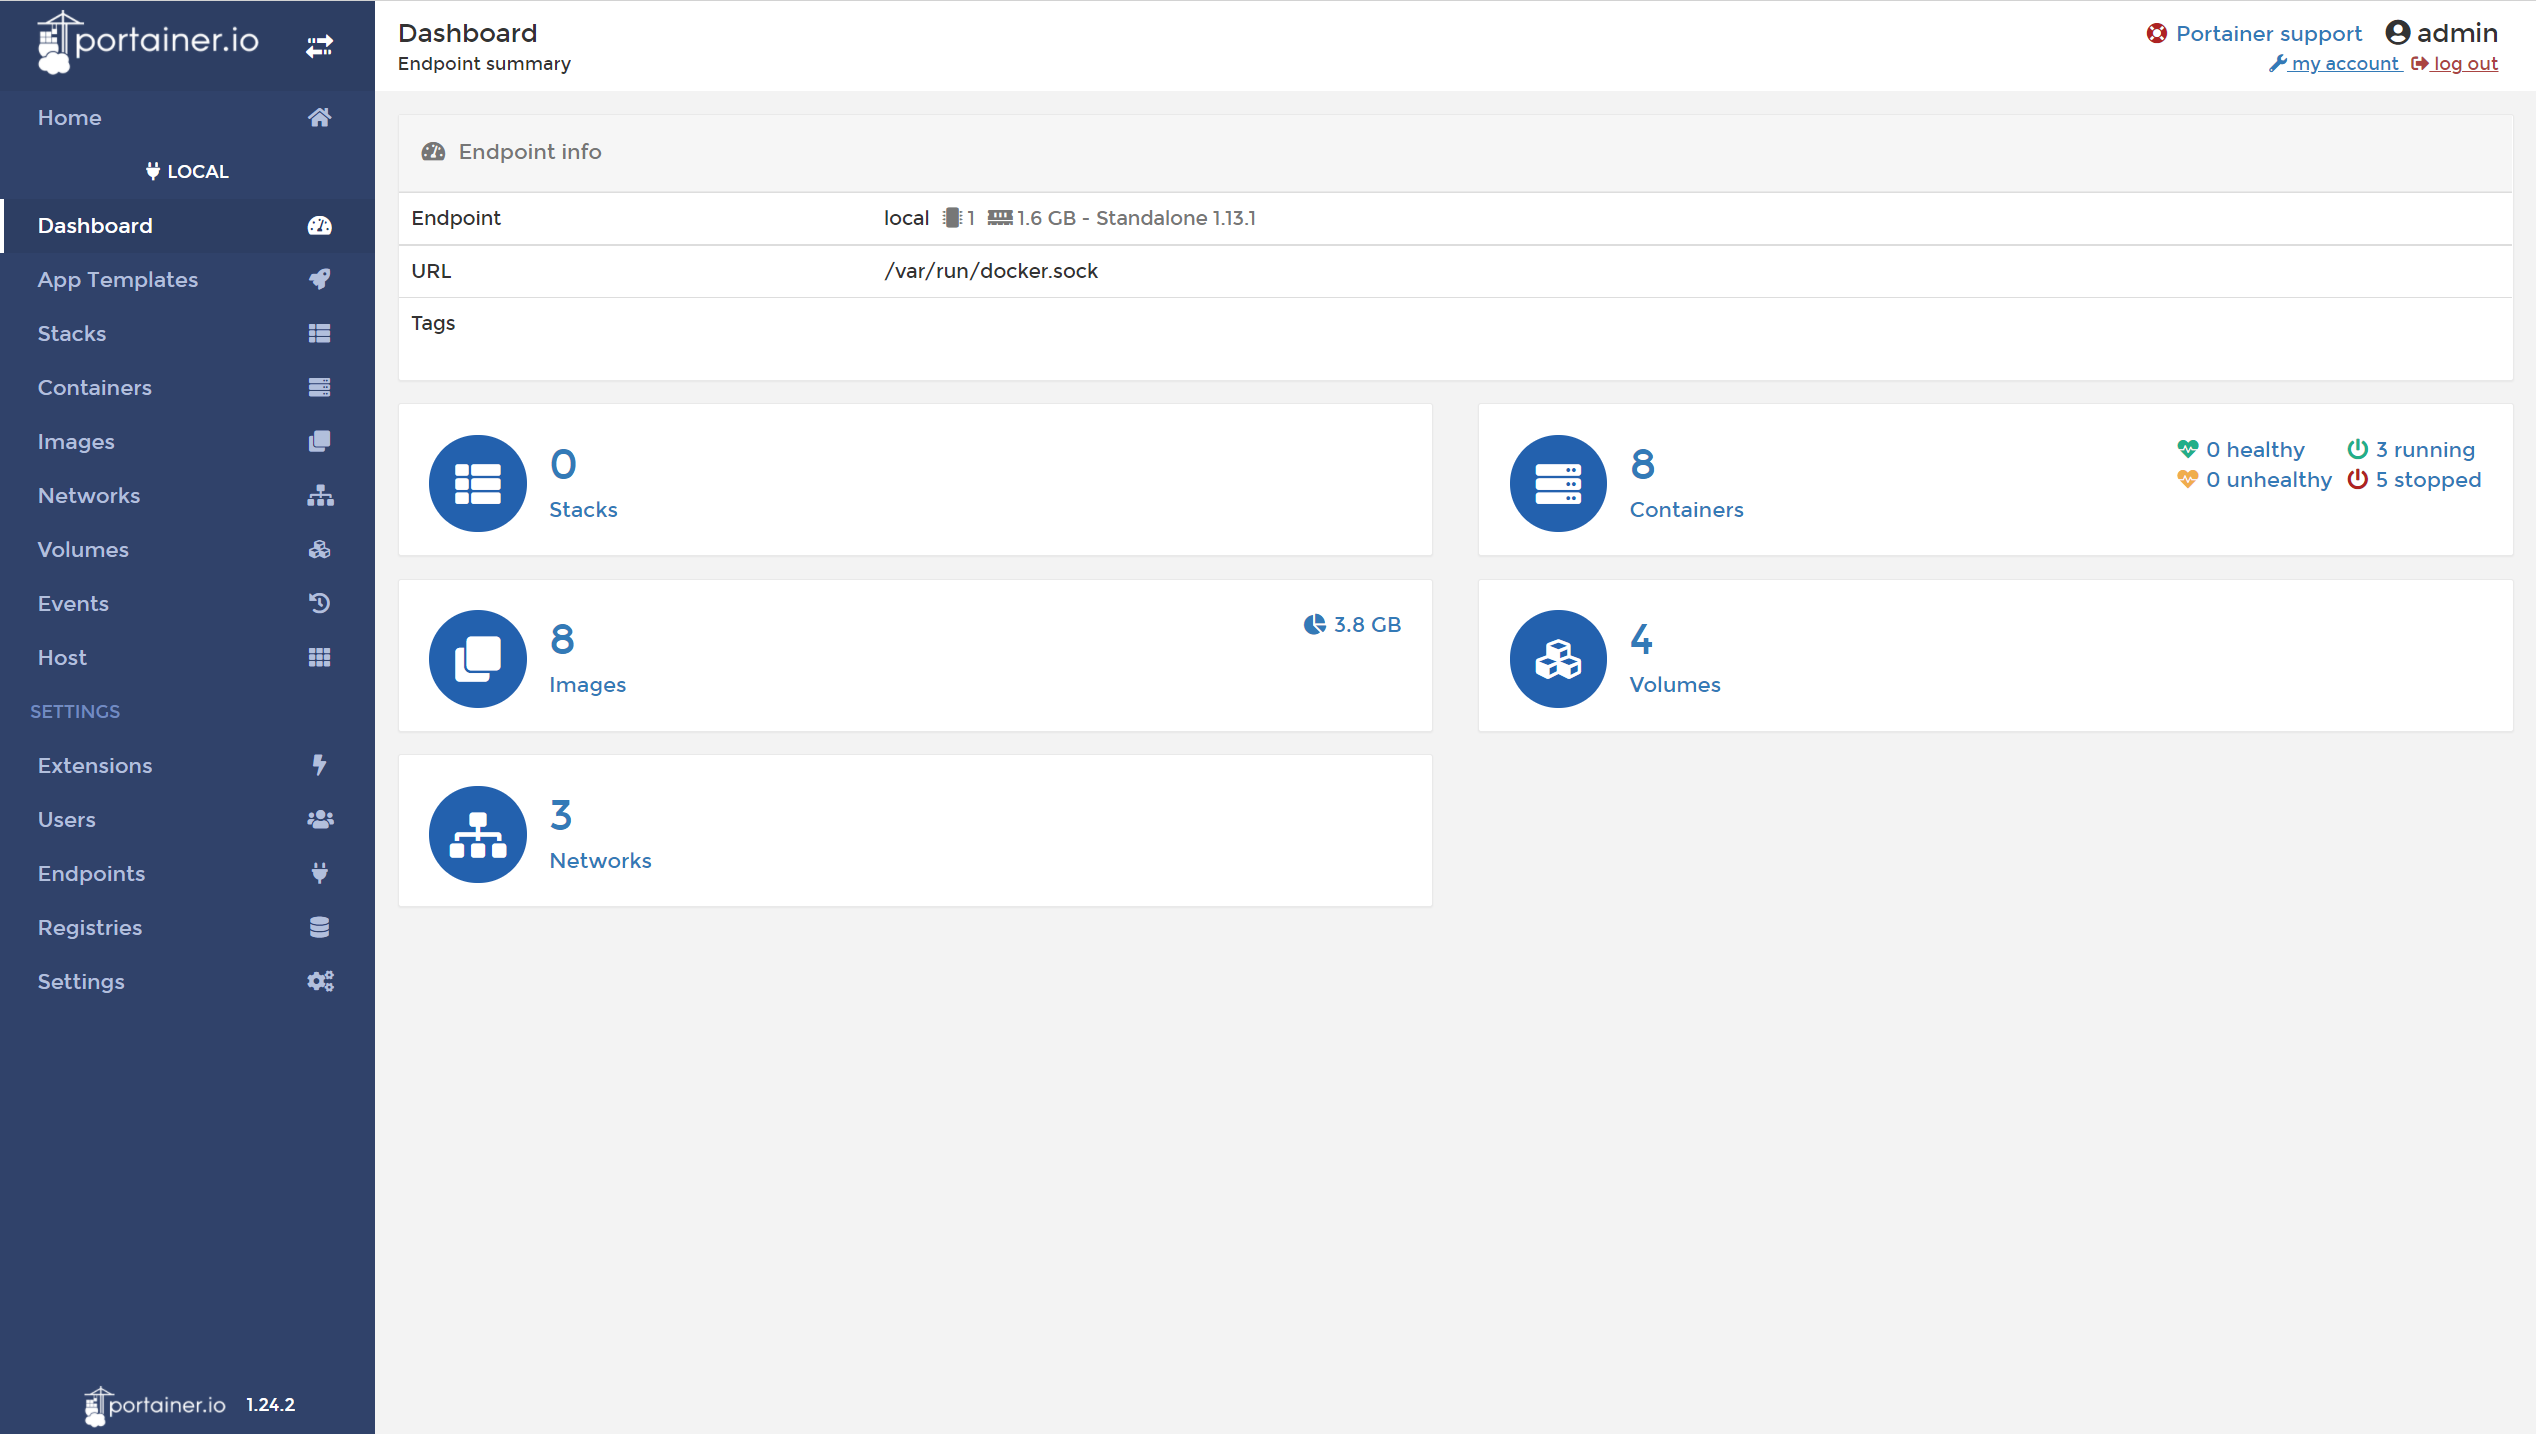 portainer.io
Home
LOCAL
Dashboard
App Templates
Stacks
Containers
Images
Networks
Volumes
Events
Host
SETTINGS
Extensions
Users
Endpoints
Registries
Settings
portainer.io 1.24.2
Dashboard
Endpoint summary
Portainer support admin
my account log out
Endpoint info
Endpoint local 1 1.6 GB - Standalone 1.13.1
URL /var/run/docker.sock
Tags
0
Stacks
8
Containers
0 healthy 3 running
0 unhealthy 5 stopped
8
Images
3.8 GB
4
Volumes
3
Networks